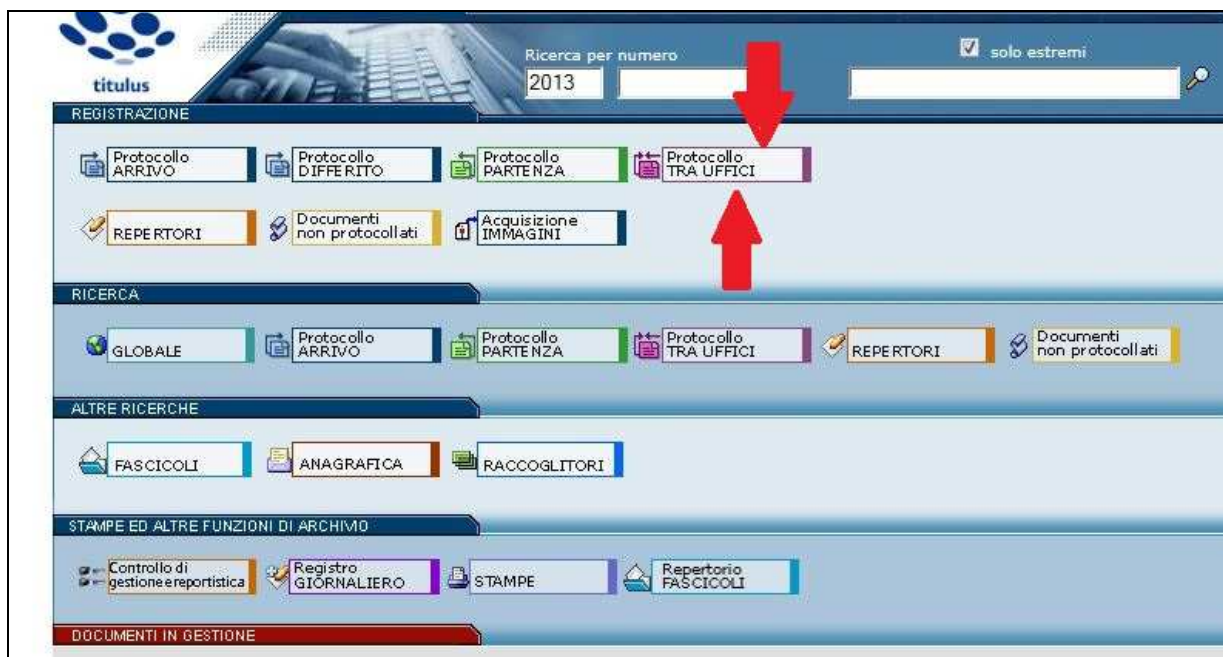 Ricerca per numero
solo estremi
titulus
2013
REGISTRAZIONE
Protocollo
ARRIVO
Protocollo
DIFFERITO
Protocollo
PARTENZA
Protocollo
TRA UFFICI
REPERTORI
Documenti
non protocollati
Acquisizione
IMMAGINI
RICERCA
GLOBALE
Protocollo
ARRIVO
Protocollo
PARTENZA
Protocollo
TRA UFFICI
REPERTORI
Documenti
non protocollati
ALTRE RICERCHE
FASCICOLI
ANAGRAFICA
RACCOGLITORI
STAMPE ED ALTRE FUNZIONI DI ARCHIVIO
Controllo di
gestione e reportistica
Registro
GIORNALIERO
STAMPE
Repertorio
FASCICOLI
DOCUMENTI IN GESTIONE